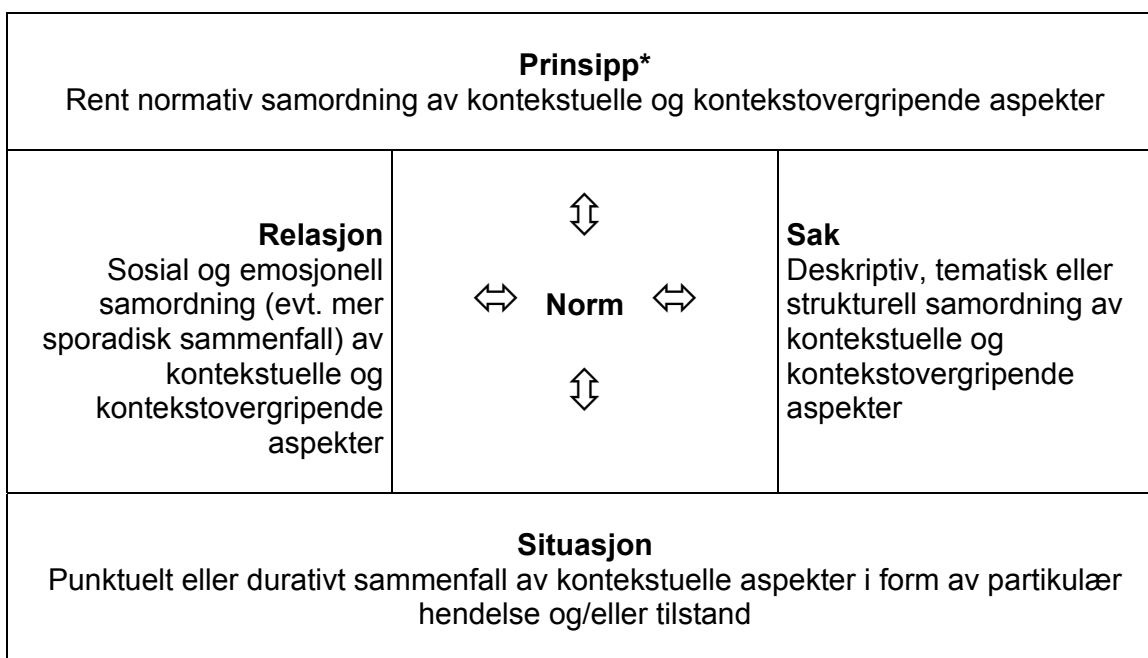 Prinsipp*
Rent normativ samordning av kontekstuelle og kontekstovergripende aspekter
Relasjon
Sosial og emosjonell
samordning (evt. mer
sporadisk sammenfall) av
kontekstuelle og
kontekstovergripende
aspekter
Norm
Sak
Deskriptiv, tematisk eller
strukturell samordning av
kontekstuelle og
kontekstovergripende
aspekter
Situasjon
Punktuelt eller durativt sammenfall av kontekstuelle aspekter i form av partikulær
hendelse og/eller tilstand